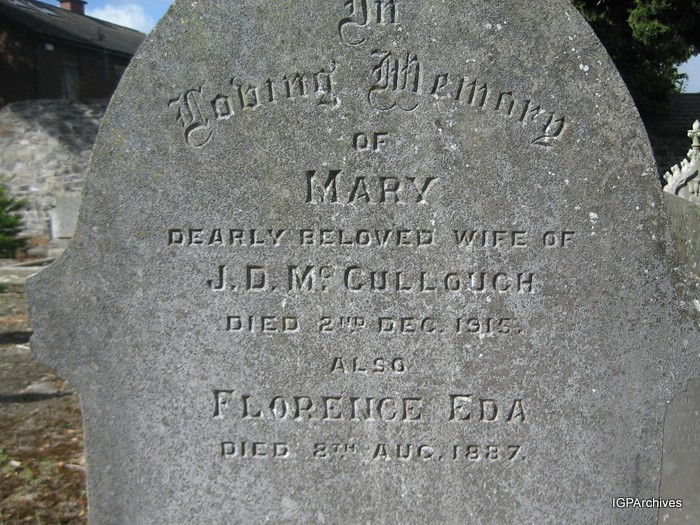 In
Loving Memory
OF
MARY
DEARLY BELOVED WIFE OF
J.D. Mc CULLOUGH
DIED 2ND DEC. 1915.
ALSO
FLORENCE EDA
DIED 8TH AUG. 1887.
IGPArchives